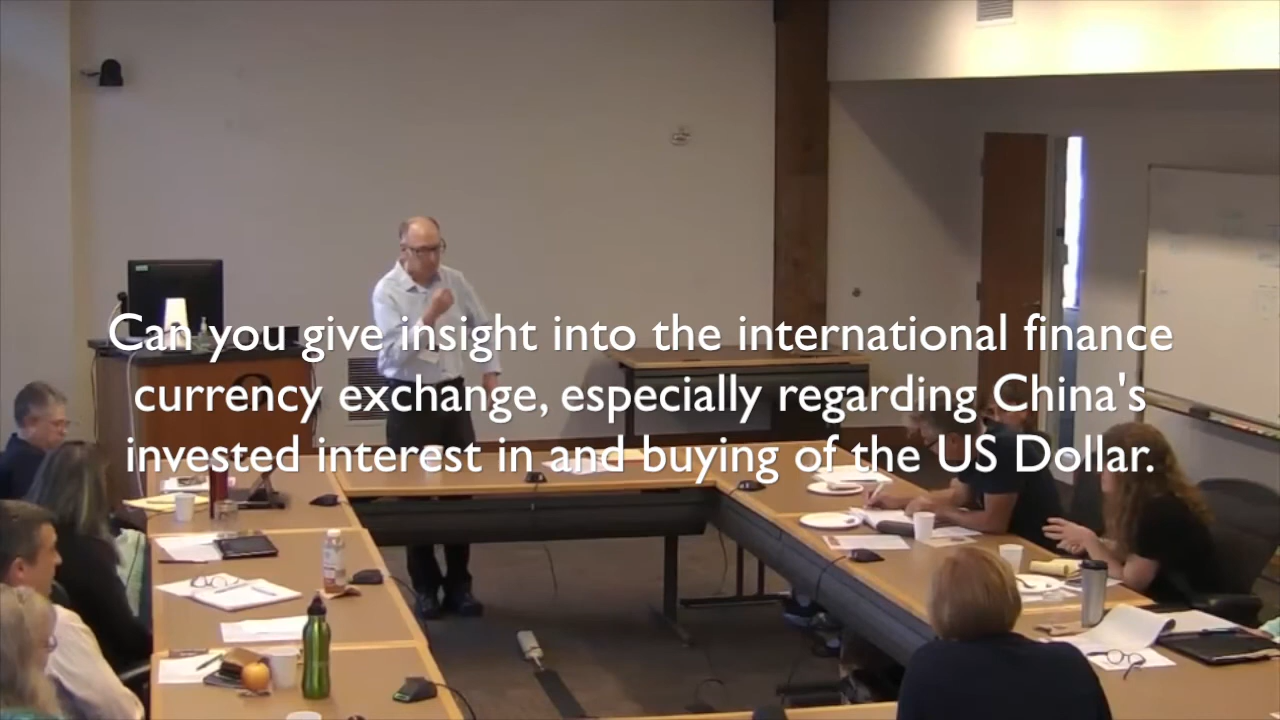 Can you give insight into the international finance
currency exchange, especially regarding China's
invested interest in and buying of the US Dollar.